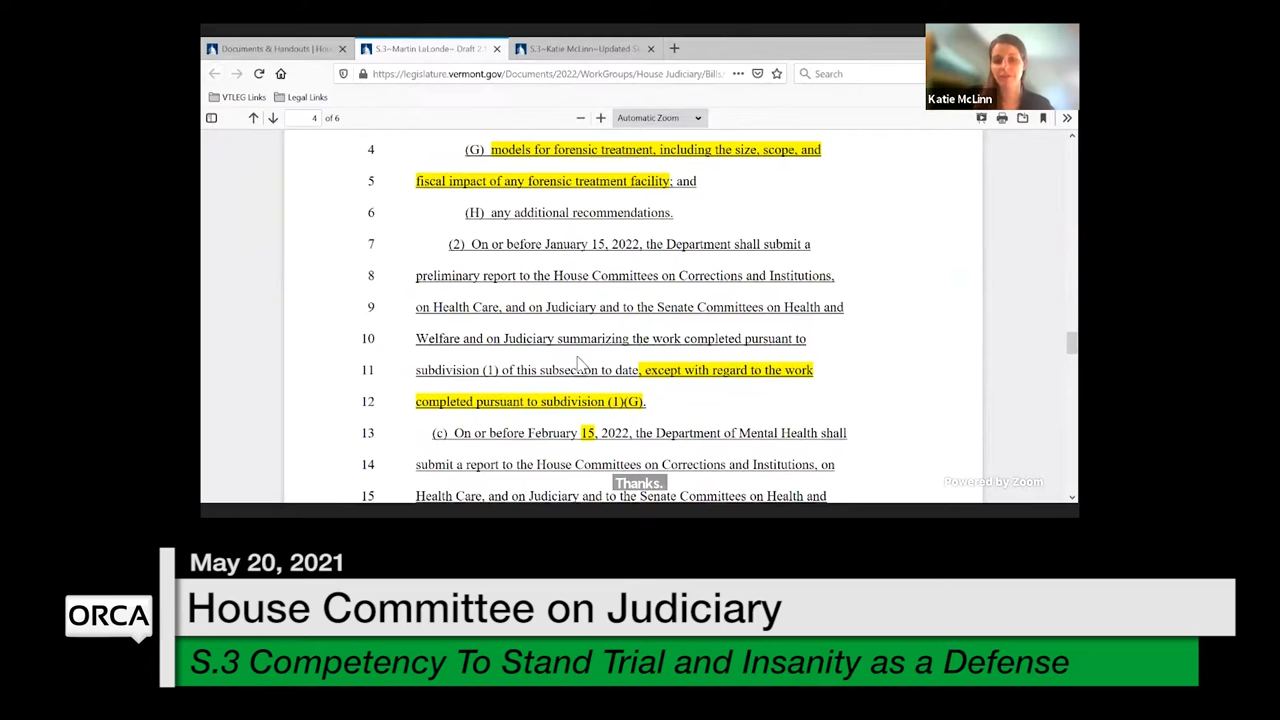 Documents & Handouts | Hou
S.3~Martin LaLonde~ Draft 2.
S.3~Katie McLinn~Updated S
https://legislature.vermont.gov/Documents/2022/WorkGroups/House Judiciary/Bills
Search
VTLEG Links
Legal Links
4 of 6
Automatic Zoom
Katie McLinn
4 (G) models for forensic treatment, including the size, scope, and
5 fiscal impact of any forensic treatment facility; and
6 (H) any additional recommendations.
7 (2) On or before January 15, 2022, the Department shall submit a
8 preliminary report to the House Committees on Corrections and Institutions,
9 on Health Care, and on Judiciary and to the Senate Committees on Health and
10 Welfare and on Judiciary summarizing the work completed pursuant to
11 subdivision (1) of this subsection to date, except with regard to the work
12 completed pursuant to subdivision (1)(G).
13 (c) On or before February 15, 2022, the Department of Mental Health shall
14 submit a report to the House Committees on Corrections and Institutions, on
15 Health Care, and on Judiciary and to the Senate Committees on Health and
Thanks.
Powered by Zoom
May 20, 2021
ORCA
House Committee on Judiciary
S.3 Competency To Stand Trial and Insanity as a Defense